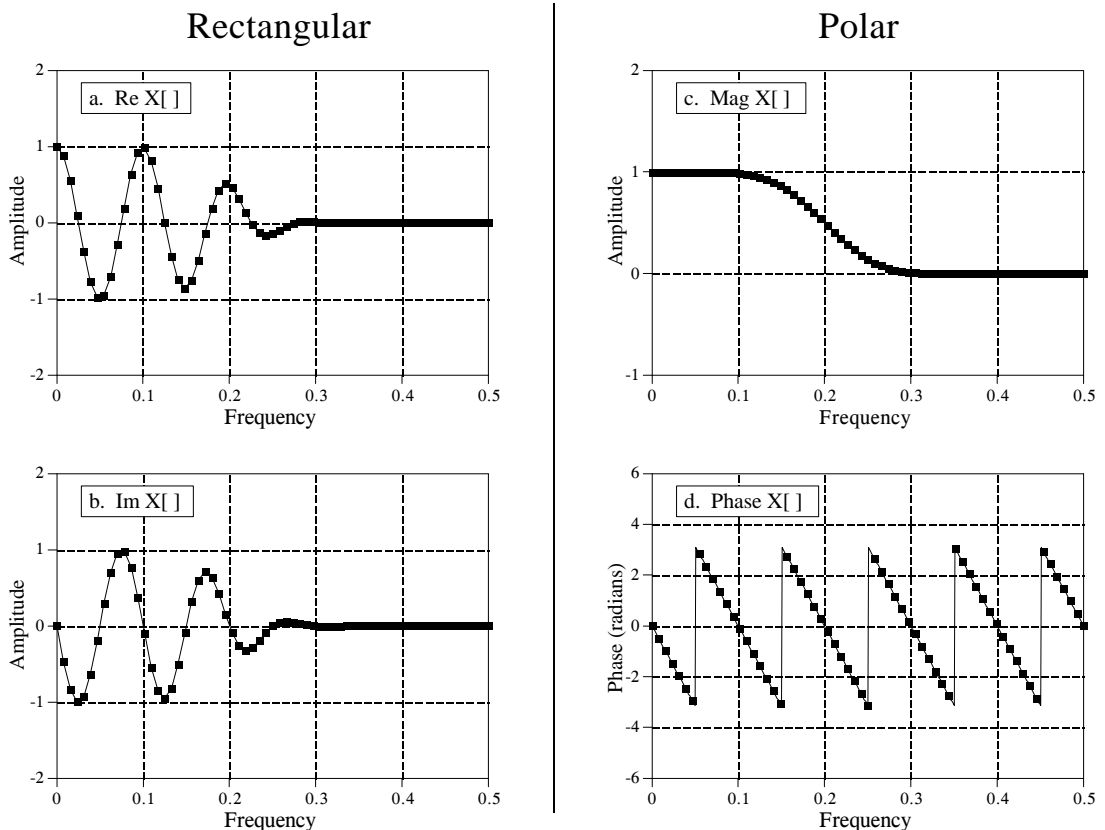 Rectangular
Polar
2
1
0
-1
-2
Amplitude
a. Re X[ ]
0 0.1 0.2 0.3 0.4 0.5
Frequency
2
1
0
-1
Amplitude
c. Mag X[ ]
0 0.1 0.2 0.3 0.4 0.5
Frequency
2
1
0
-1
-2
Amplitude
b. Im X[ ]
0 0.1 0.2 0.3 0.4 0.5
Frequency
6
4
2
0
-2
-4
-6
Phase (radians)
d. Phase X[ ]
0 0.1 0.2 0.3 0.4 0.5
Frequency